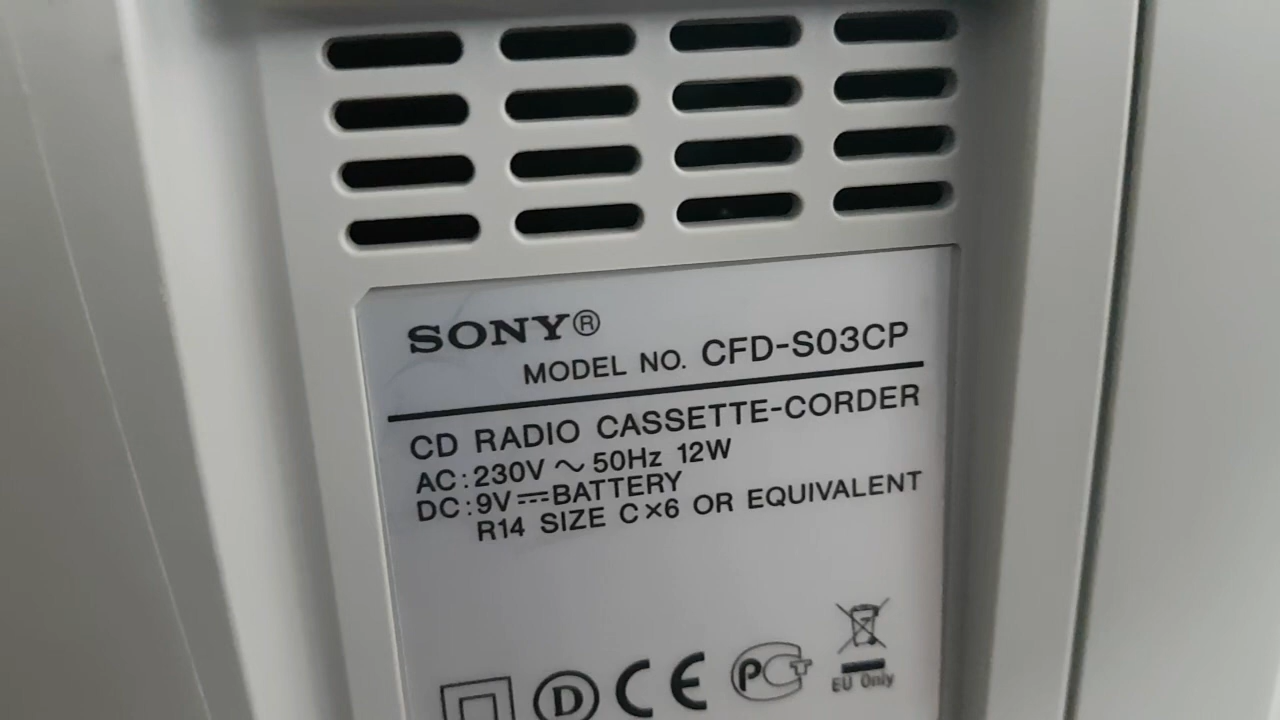 SONY®
MODEL NO. CFD-S03CP
CD RADIO CASSETTE-CORDER
AC:230V ~ 50Hz 12W
DC:9V⎓BATTERY
R14 SIZE C×6 OR EQUIVALENT
D CE PCT
EU Only